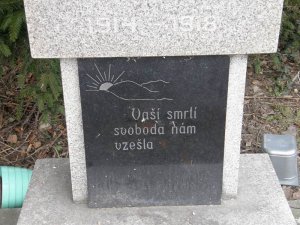 1914 - 1918
Vaší smrtí
svoboda nám
vzešla